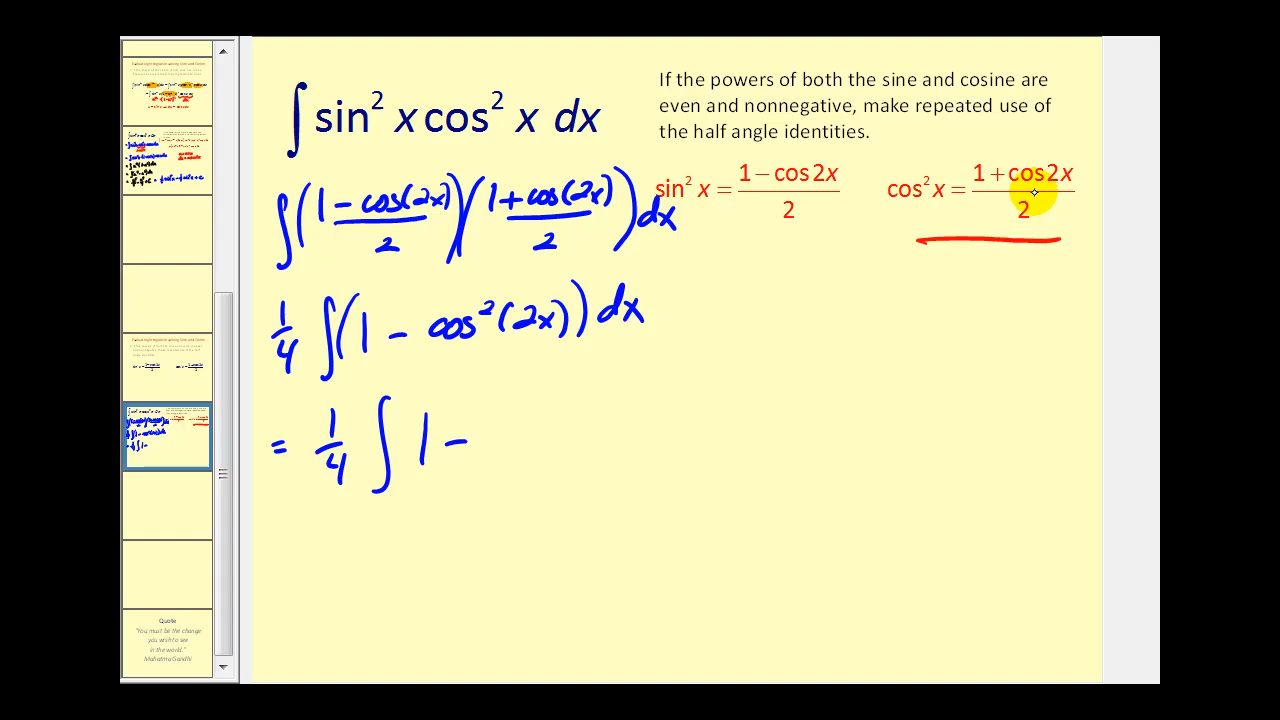 ∫ sin² x cos² x dx
If the powers of both the sine and cosine are
even and nonnegative, make repeated use of
the half angle identities.
sin² x = (1 − cos 2x)/2
cos² x = (1 + cos 2x)/2
∫ ((1 − cos(2x))/2)((1 + cos(2x))/2) dx
1/4 ∫ (1 − cos²(2x)) dx
= 1/4 ∫ 1 −
Quote
"You must be the change
you wish to see
in the world."
Mahatma Gandhi